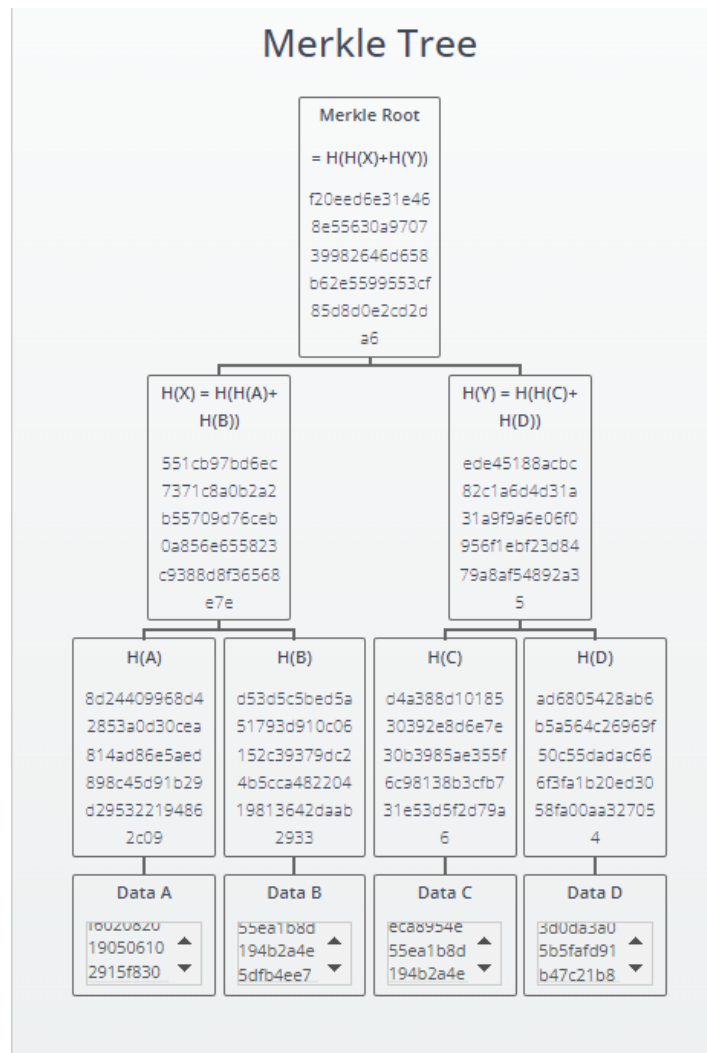 Merkle Tree
Merkle Root
= H(H(X)+H(Y))
f20eed6e31e46
8e55630a9707
39982646d658
b62e5599553cf
85d8d0e2cd2d
a6
H(X) = H(H(A)+
H(B))
551cb97bd6ec
7371c8a0b2a2
b55709d76ceb
0a856e655823
c9388d8f36568
e7e
H(Y) = H(H(C)+
H(D))
ede45188acbc
82c1a6d4d31a
31a9f9a6e06f0
956f1ebf23d84
79a8af54892a3
5
H(A)
8d24409968d4
2853a0d30cea
814ad86e5aed
898c45d91b29
d29532219486
2c09
H(B)
d53d5c5bed5a
51793d910c06
152c39379dc2
4b5cca482204
19813642daab
2933
H(C)
d4a388d10185
30392e8d6e7e
30b3985ae355f
6c98138b3cfb7
31e53d5f2d79a
6
H(D)
ad6805428ab6
b5a564c26969f
50c55dadac66
6f3fa1b20ed30
58fa00aa32705
4
Data A
19050610
2915f830
Data B
55ea1b8d
194b2a4e
5dfb4ee7
Data C
eca8954e
55ea1b8d
194b2a4e
Data D
3d0da3a0
5b5fafd91
b47c21b8